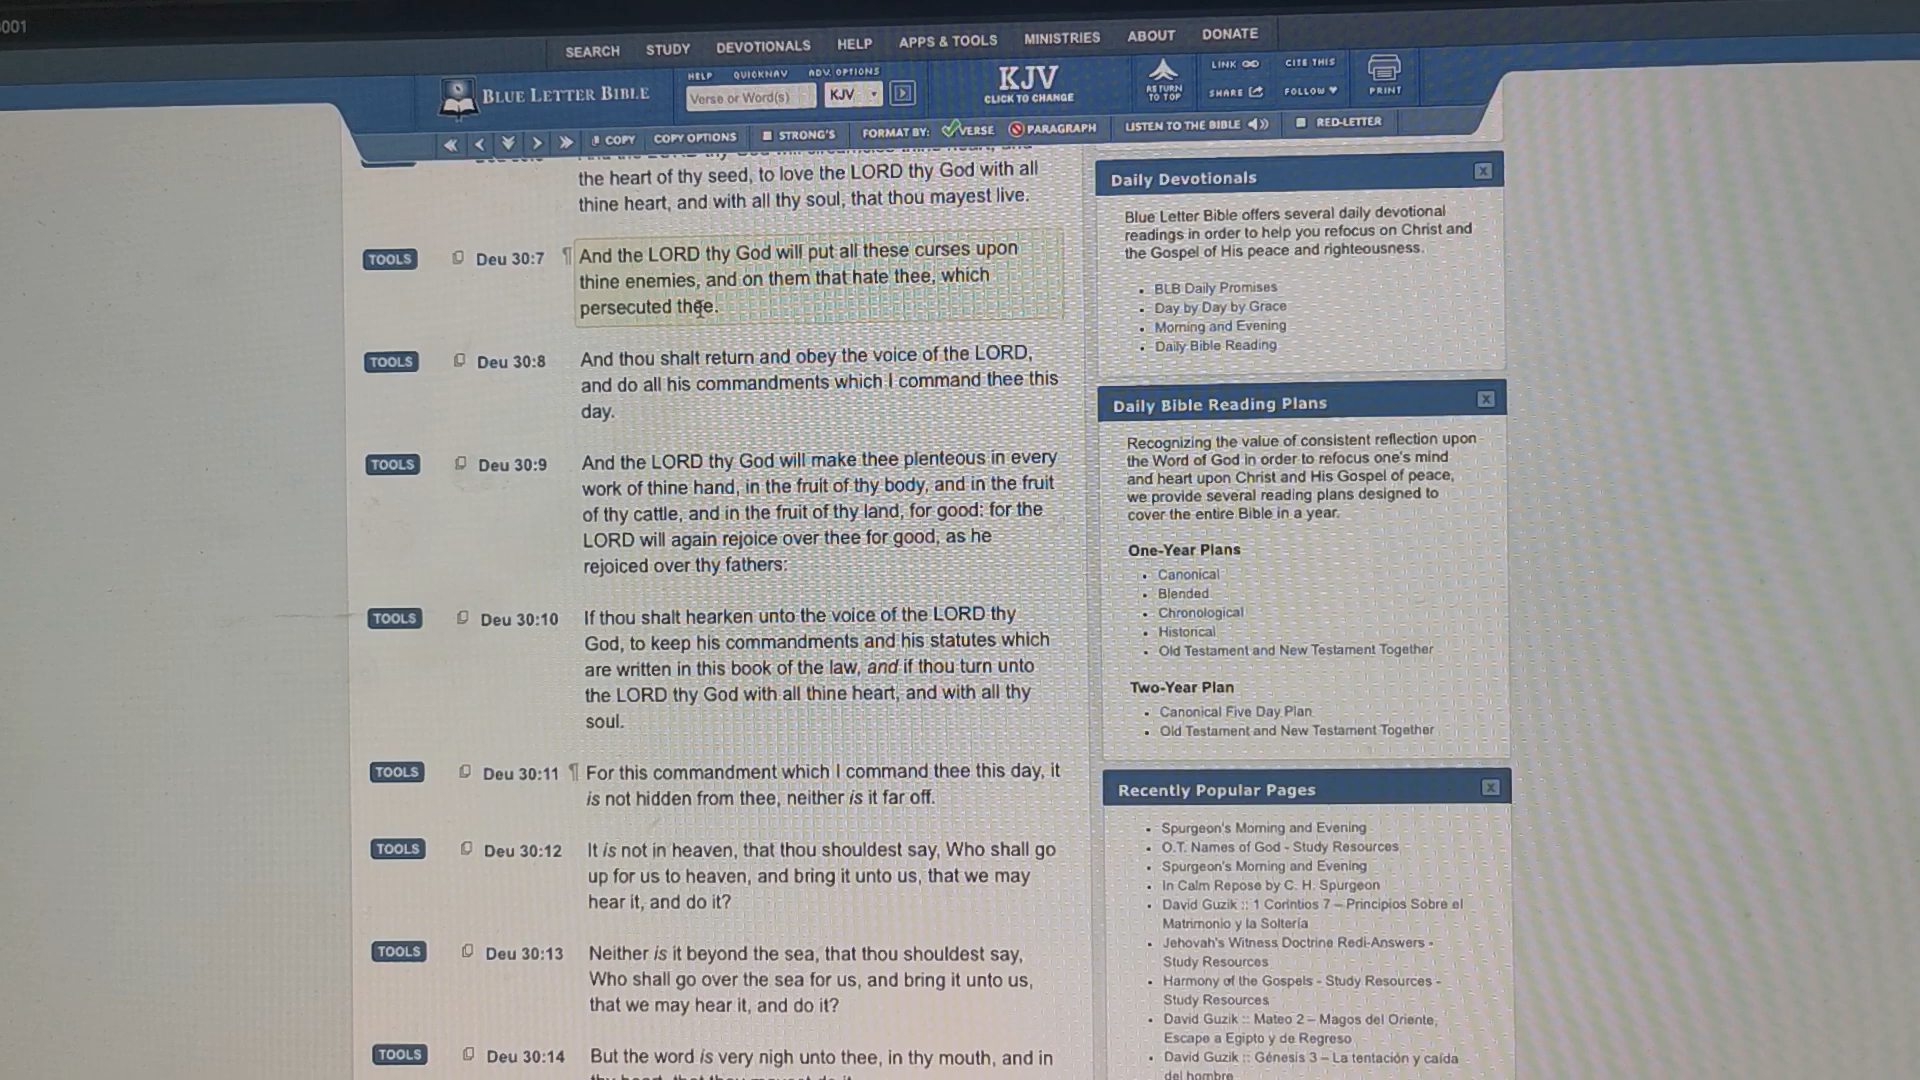 001
SEARCH STUDY DEVOTIONALS HELP APPS & TOOLS MINISTRIES ABOUT DONATE
BLUE LETTER BIBLE
HELP QUICKNAV ADV. OPTIONS
Verse or Word(s) KJV
KJV
CLICK TO CHANGE
RETURN
TO TOP
LINK CITE THIS
SHARE FOLLOW
PRINT
COPY COPY OPTIONS STRONG'S FORMAT BY: VERSE PARAGRAPH LISTEN TO THE BIBLE RED-LETTER
the heart of thy seed, to love the LORD thy God with all
thine heart, and with all thy soul, that thou mayest live.
TOOLS Deu 30:7 ¶ And the LORD thy God will put all these curses upon
thine enemies, and on them that hate thee, which
persecuted thee.
TOOLS Deu 30:8 And thou shalt return and obey the voice of the LORD,
and do all his commandments which I command thee this
day.
TOOLS Deu 30:9 And the LORD thy God will make thee plenteous in every
work of thine hand, in the fruit of thy body, and in the fruit
of thy cattle, and in the fruit of thy land, for good: for the
LORD will again rejoice over thee for good, as he
rejoiced over thy fathers:
TOOLS Deu 30:10 If thou shalt hearken unto the voice of the LORD thy
God, to keep his commandments and his statutes which
are written in this book of the law, and if thou turn unto
the LORD thy God with all thine heart, and with all thy
soul.
TOOLS Deu 30:11 ¶ For this commandment which I command thee this day, it
is not hidden from thee, neither is it far off.
TOOLS Deu 30:12 It is not in heaven, that thou shouldest say, Who shall go
up for us to heaven, and bring it unto us, that we may
hear it, and do it?
TOOLS Deu 30:13 Neither is it beyond the sea, that thou shouldest say,
Who shall go over the sea for us, and bring it unto us,
that we may hear it, and do it?
TOOLS Deu 30:14 But the word is very nigh unto thee, in thy mouth, and in
Daily Devotionals X
Blue Letter Bible offers several daily devotional
readings in order to help you refocus on Christ and
the Gospel of His peace and righteousness.
• BLB Daily Promises
• Day by Day by Grace
• Morning and Evening
• Daily Bible Reading
Daily Bible Reading Plans X
Recognizing the value of consistent reflection upon
the Word of God in order to refocus one's mind
and heart upon Christ and His Gospel of peace,
we provide several reading plans designed to
cover the entire Bible in a year.
One-Year Plans
• Canonical
• Blended
• Chronological
• Historical
• Old Testament and New Testament Together
Two-Year Plan
• Canonical Five Day Plan
• Old Testament and New Testament Together
Recently Popular Pages X
• Spurgeon's Morning and Evening
• O.T. Names of God - Study Resources
• Spurgeon's Morning and Evening
• In Calm Repose by C. H. Spurgeon
• David Guzik :: 1 Corintios 7 – Principios Sobre el
Matrimonio y la Soltería
• Jehovah's Witness Doctrine Redi-Answers -
Study Resources
• Harmony of the Gospels - Study Resources -
Study Resources
• David Guzik :: Mateo 2 – Magos del Oriente,
Escape a Egipto y de Regreso
• David Guzik :: Génesis 3 – La tentación y caída
del hombre